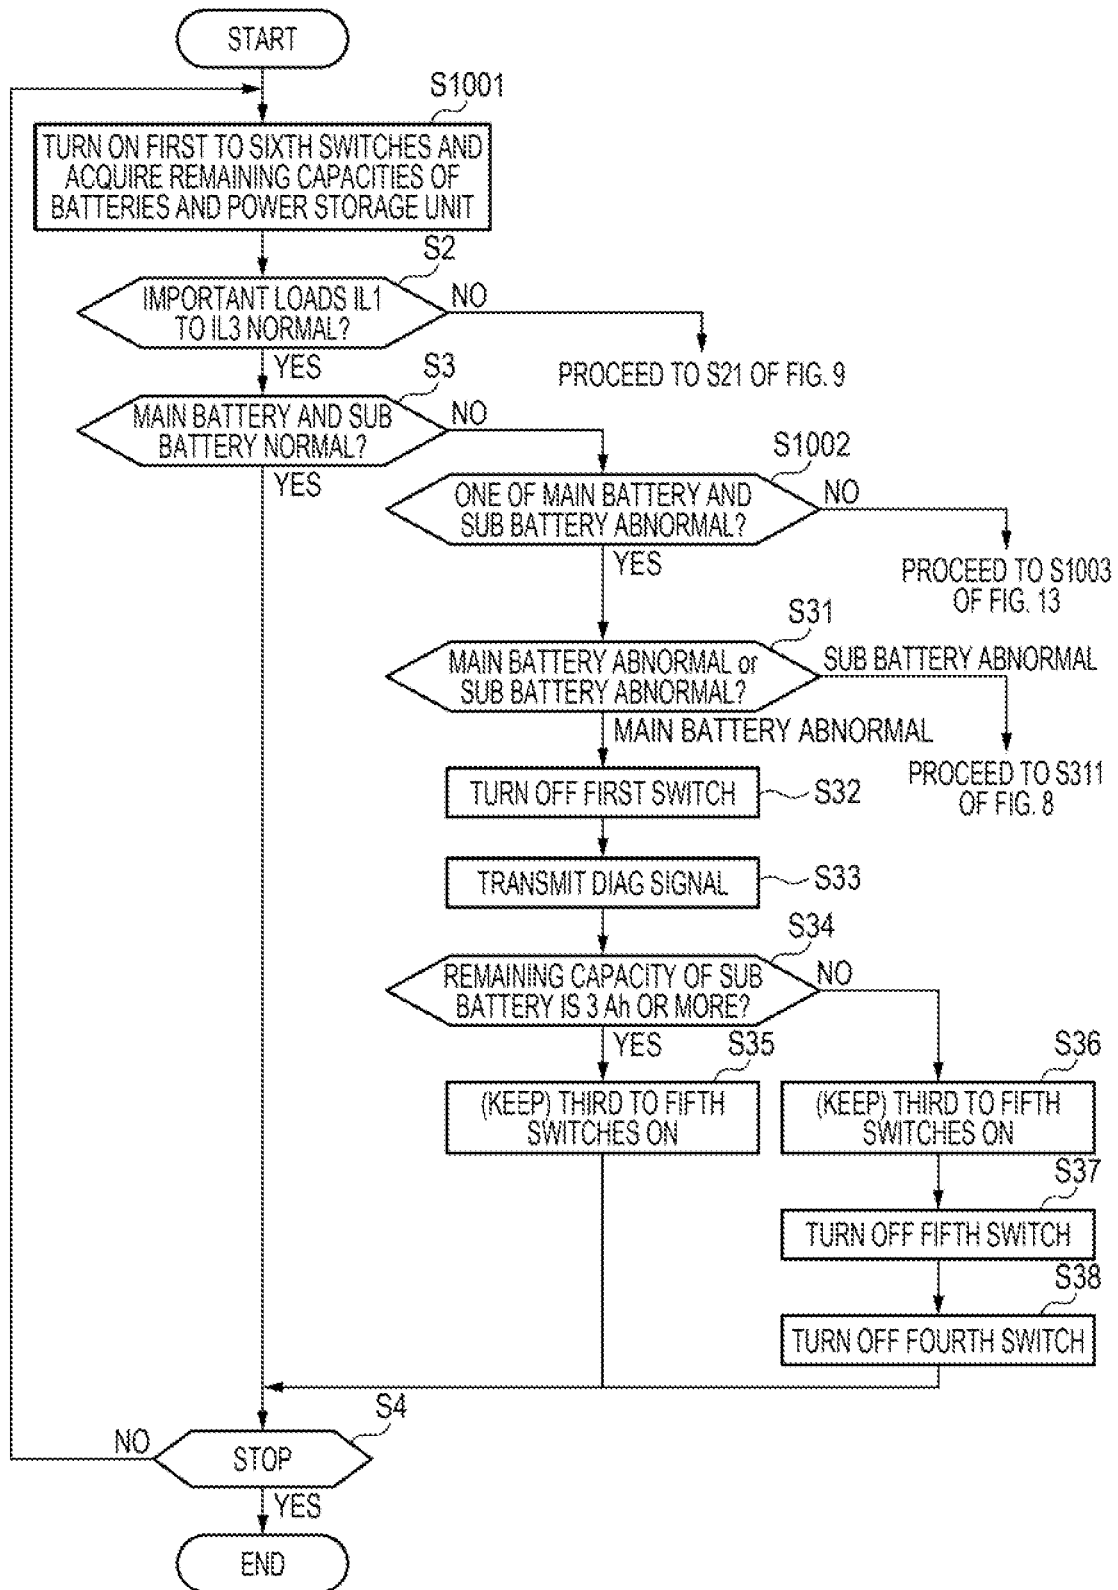 START
S1001
TURN ON FIRST TO SIXTH SWITCHES AND
ACQUIRE REMAINING CAPACITIES OF
BATTERIES AND POWER STORAGE UNIT
S2
IMPORTANT LOADS IL1
TO IL3 NORMAL?
NO
YES
PROCEED TO S21 OF FIG. 9
S3
MAIN BATTERY AND SUB
BATTERY NORMAL?
NO
YES
S1002
ONE OF MAIN BATTERY AND
SUB BATTERY ABNORMAL?
NO
YES
PROCEED TO S1003
OF FIG. 13
S31
MAIN BATTERY ABNORMAL or
SUB BATTERY ABNORMAL?
SUB BATTERY ABNORMAL
MAIN BATTERY ABNORMAL
PROCEED TO S311
OF FIG. 8
TURN OFF FIRST SWITCH
S32
TRANSMIT DIAG SIGNAL
S33
S34
REMAINING CAPACITY OF SUB
BATTERY IS 3 Ah OR MORE?
NO
YES
S35
(KEEP) THIRD TO FIFTH
SWITCHES ON
S36
(KEEP) THIRD TO FIFTH
SWITCHES ON
S37
TURN OFF FIFTH SWITCH
S38
TURN OFF FOURTH SWITCH
S4
STOP
NO
YES
END